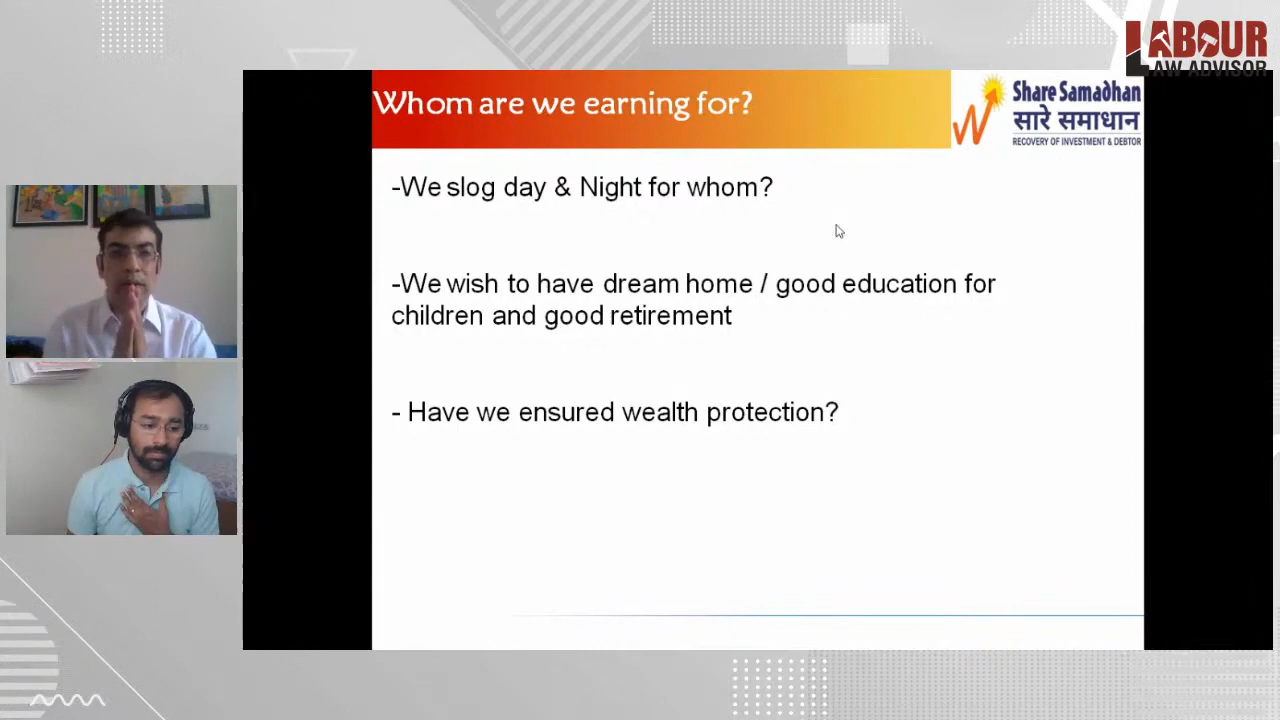 LABOUR
LAW ADVISOR
Whom are we earning for?
Share Samadhan
सारे समाधान
RECOVERY OF INVESTMENT & DEBTOR
-We slog day & Night for whom?
-We wish to have dream home / good education for
children and good retirement
- Have we ensured wealth protection?